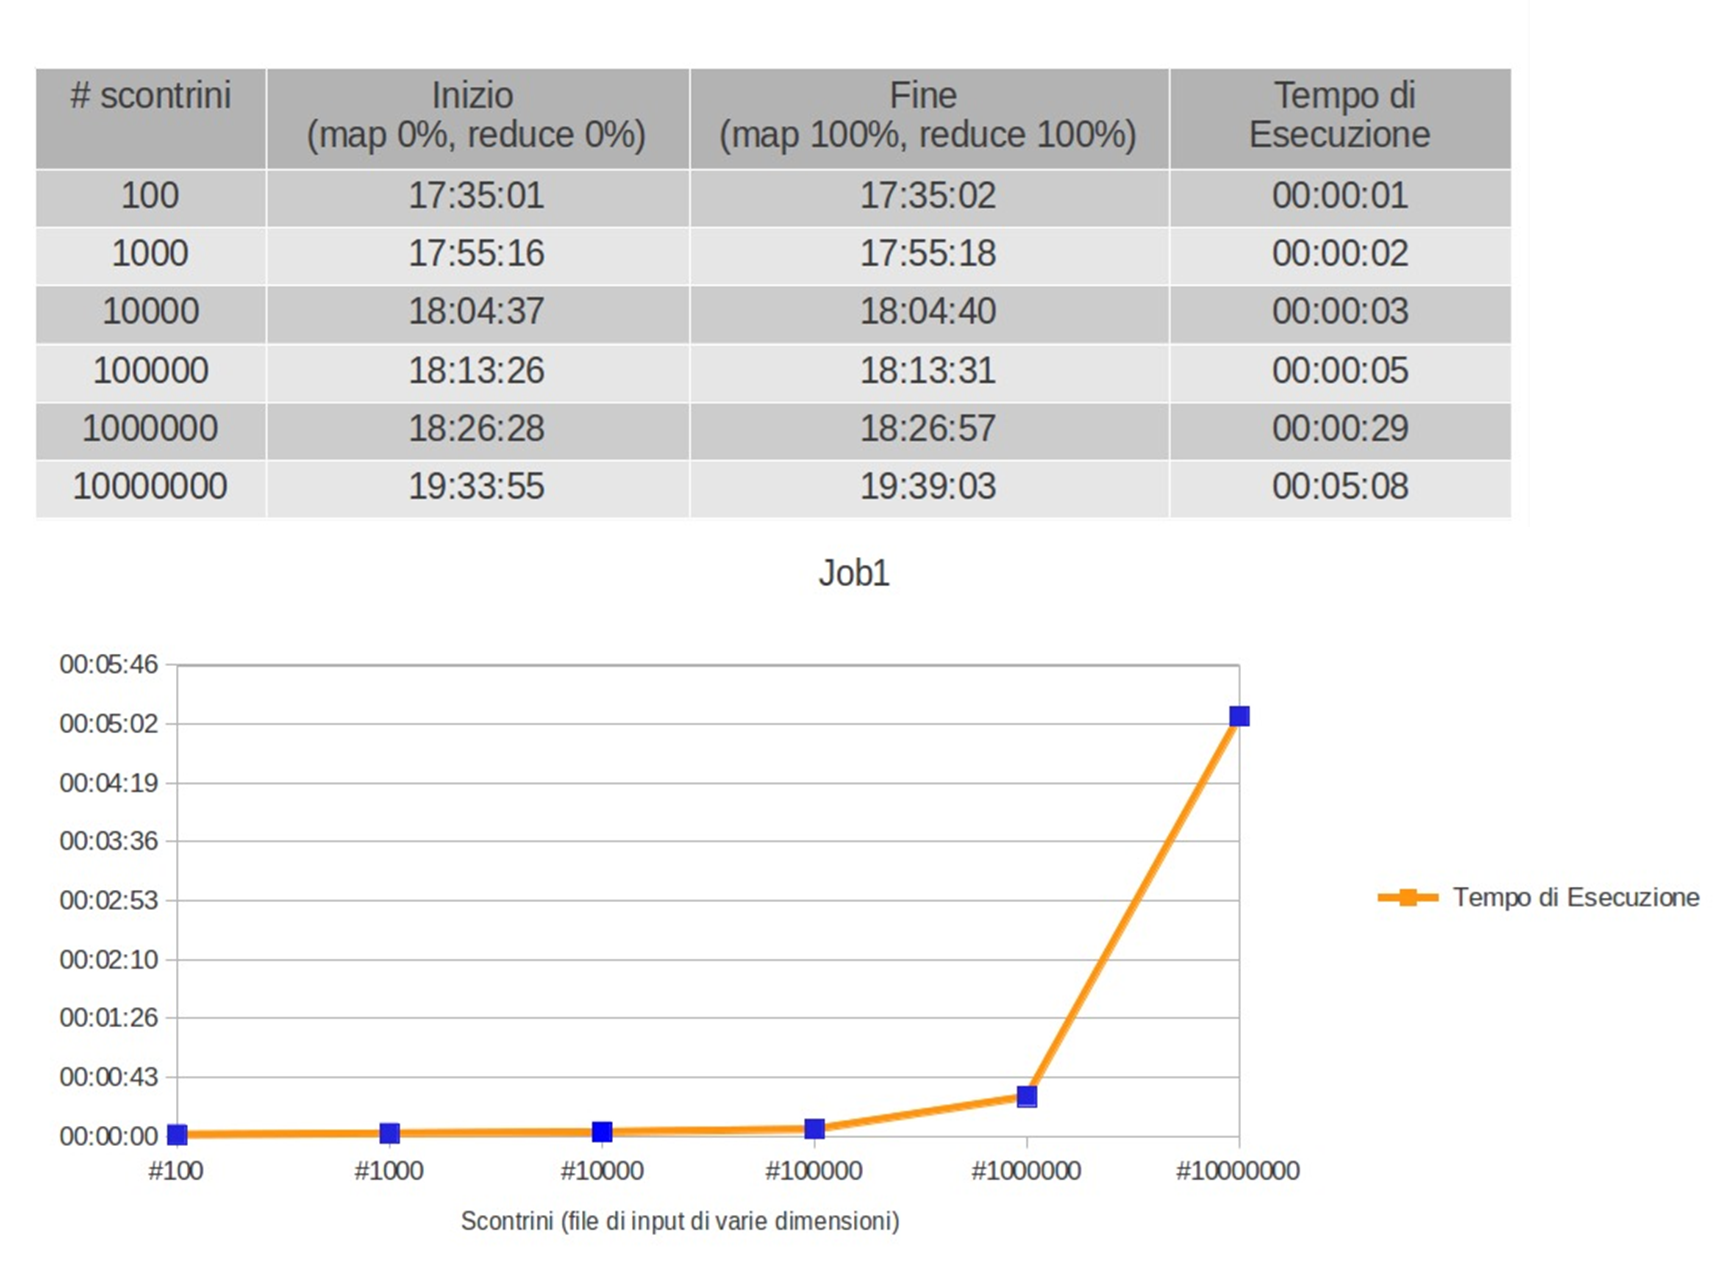 # scontrini Inizio Fine Tempo di
(map 0%, reduce 0%) (map 100%, reduce 100%) Esecuzione
100 17:35:01 17:35:02 00:00:01
1000 17:55:16 17:55:18 00:00:02
10000 18:04:37 18:04:40 00:00:03
100000 18:13:26 18:13:31 00:00:05
1000000 18:26:28 18:26:57 00:00:29
10000000 19:33:55 19:39:03 00:05:08
Job1
00:05:46
00:05:02
00:04:19
00:03:36
00:02:53
00:02:10
00:01:26
00:00:43
00:00:00
#100 #1000 #10000 #100000 #1000000 #10000000
Scontrini (file di input di varie dimensioni)
Tempo di Esecuzione